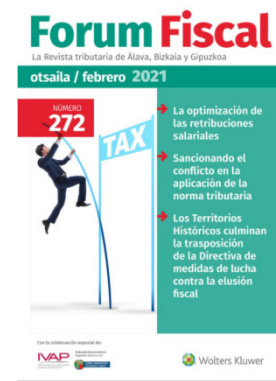 Forum Fiscal
La Revista tributaria de Álava, Bizkaia y Gipuzkoa
otsaila / febrero 2021
NÚMERO
272
TAX
La optimización de
las retribuciones
salariales
Sancionando el
conflicto en la
aplicación de la
norma tributaria
Los Territorios
Históricos culminan
la trasposición
de la Directiva de
medidas de lucha
contra la elusión
fiscal
Con la colaboración especial de:
IVAP
Wolters Kluwer